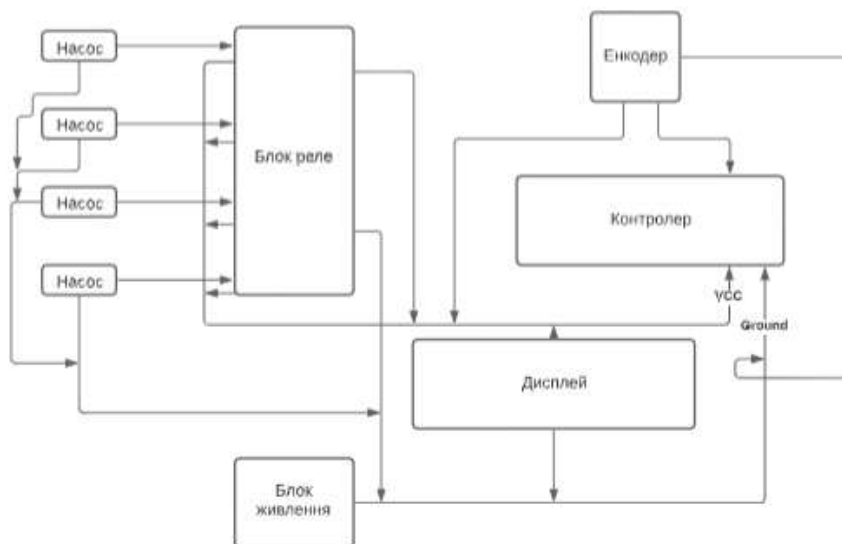 Насос
Енкодер
Насос
Блок реле
Насос
Контролер
Насос
VCC
Ground
Дисплей
Блок
живлення